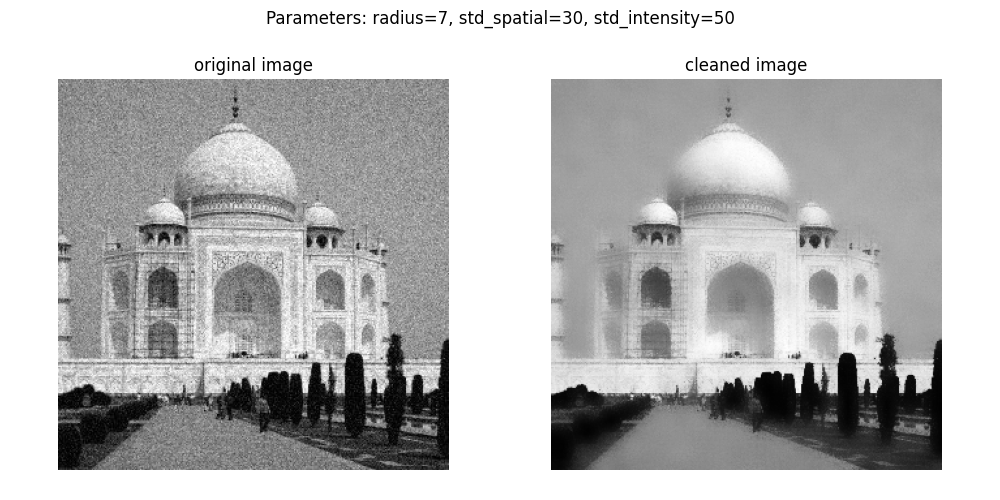 Parameters: radius=7, std_spatial=30, std_intensity=50
original image
cleaned image